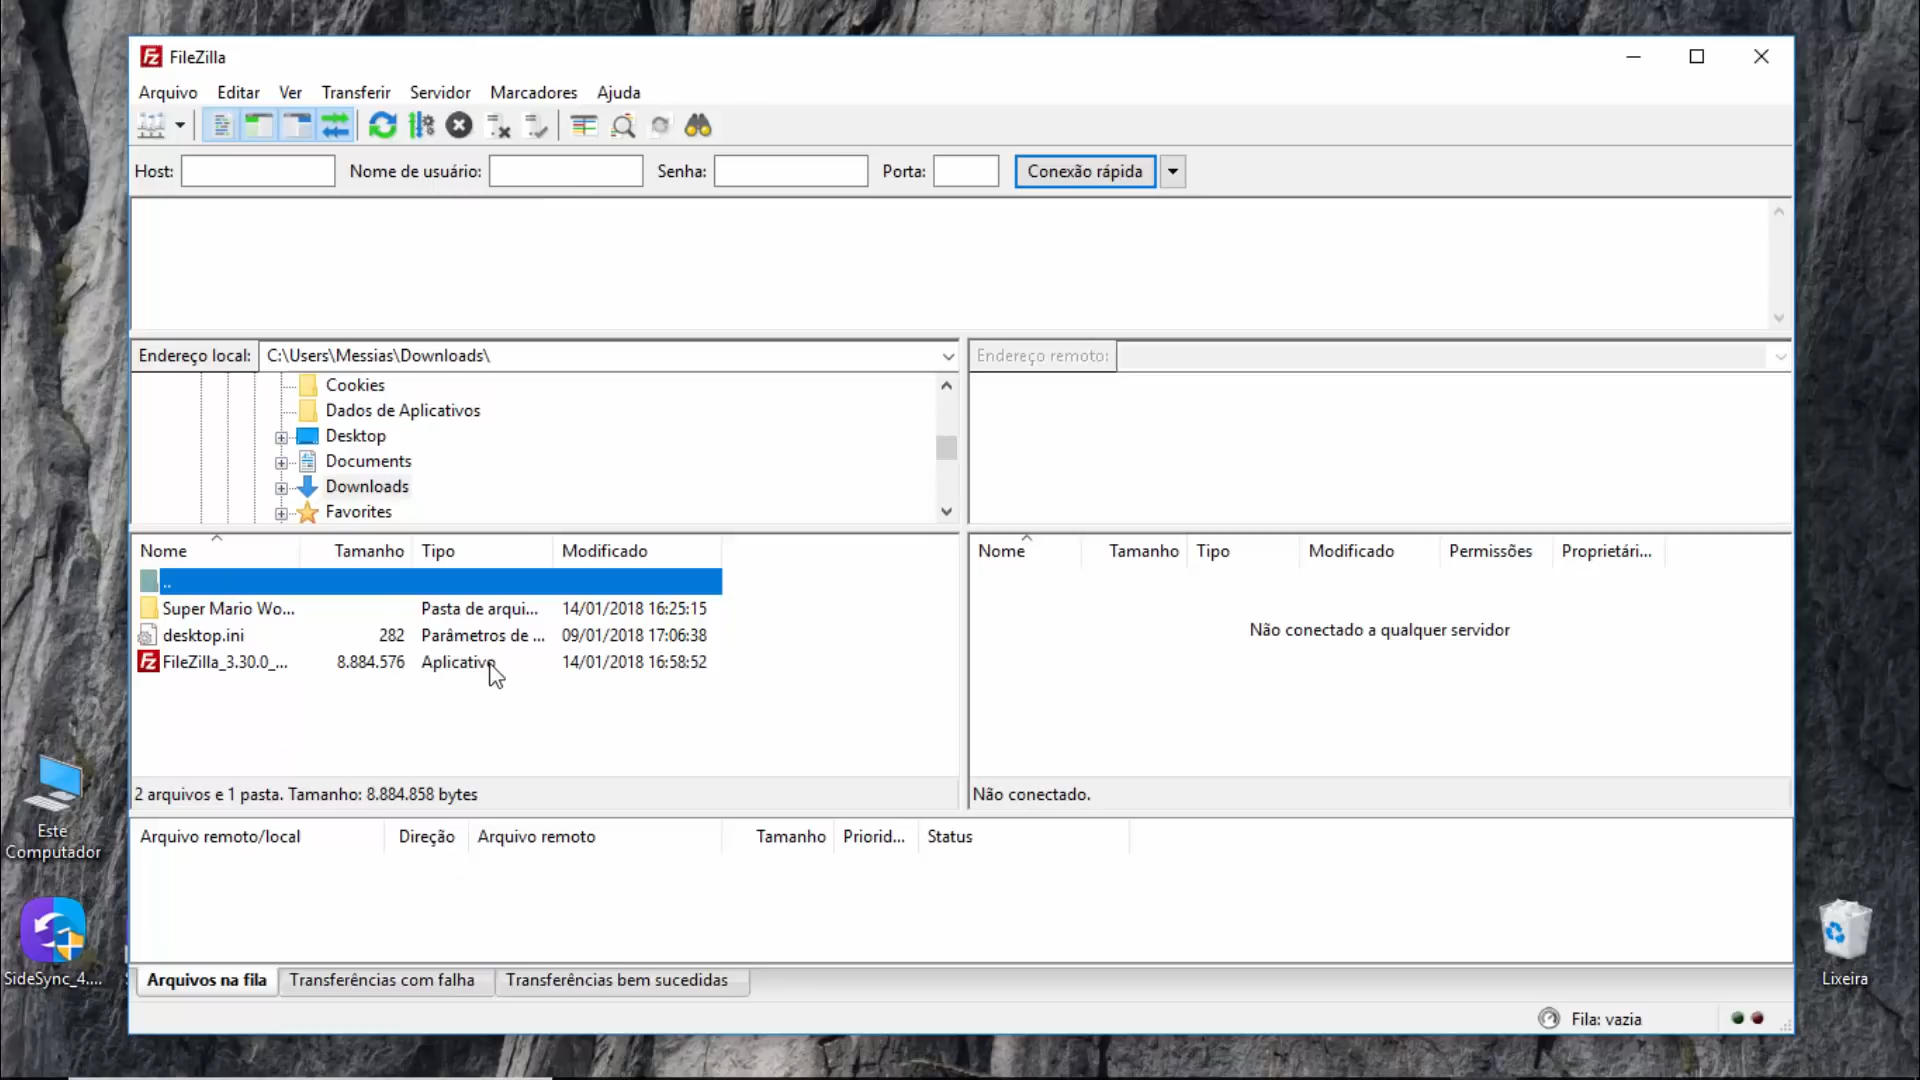 FileZilla
Arquivo Editar Ver Transferir Servidor Marcadores Ajuda
Host: Nome de usuário: Senha: Porta: Conexão rápida
Endereço local: C:\Users\Messias\Downloads\
Endereço remoto:
Cookies
Dados de Aplicativos
Desktop
Documents
Downloads
Favorites
Nome Tamanho Tipo Modificado
..
Super Mario Wo... Pasta de arqui... 14/01/2018 16:25:15
desktop.ini 282 Parâmetros de ... 09/01/2018 17:06:38
FileZilla_3.30.0_... 8.884.576 Aplicativo 14/01/2018 16:58:52
2 arquivos e 1 pasta. Tamanho: 8.884.858 bytes
Nome Tamanho Tipo Modificado Permissões Proprietári...
Não conectado a qualquer servidor
Não conectado.
Arquivo remoto/local Direção Arquivo remoto Tamanho Priorid... Status
Arquivos na fila Transferências com falha Transferências bem sucedidas
Fila: vazia
Este
Computador
SideSync_4....
Lixeira